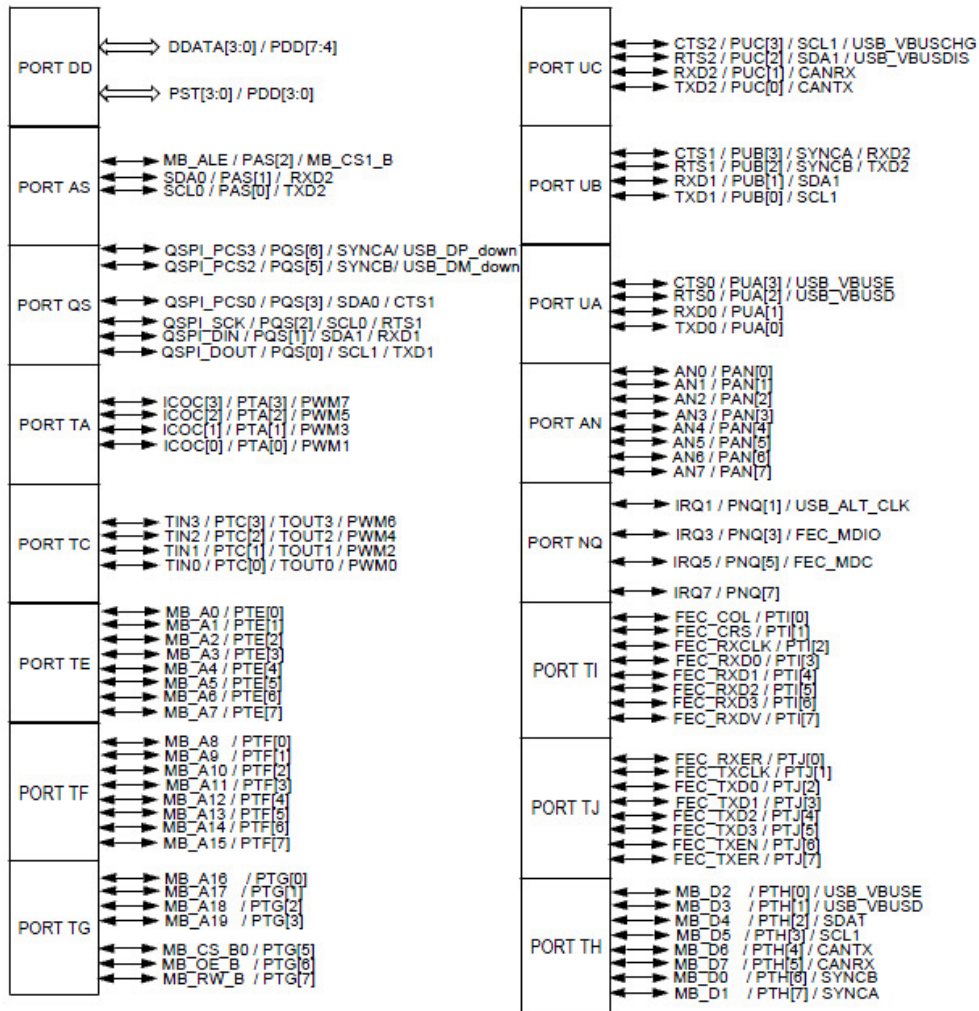 PORT DD
DDATA[3:0] / PDD[7:4]
PST[3:0] / PDD[3:0]
PORT AS
MB_ALE / PAS[2] / MB_CS1_B
SDA0 / PAS[1] / RXD2
SCL0 / PAS[0] / TXD2
PORT QS
QSPI_PCS3 / PQS[6] / SYNCA/ USB_DP_down
QSPI_PCS2 / PQS[5] / SYNCB/ USB_DM_down
QSPI_PCS0 / PQS[3] / SDA0 / CTS1
QSPI_SCK / PQS[2] / SCL0 / RTS1
QSPI_DIN / PQS[1] / SDA1 / RXD1
QSPI_DOUT / PQS[0] / SCL1 / TXD1
PORT TA
ICOC[3] / PTA[3] / PWM7
ICOC[2] / PTA[2] / PWM5
ICOC[1] / PTA[1] / PWM3
ICOC[0] / PTA[0] / PWM1
PORT TC
TIN3 / PTC[3] / TOUT3 / PWM6
TIN2 / PTC[2] / TOUT2 / PWM4
TIN1 / PTC[1] / TOUT1 / PWM2
TIN0 / PTC[0] / TOUT0 / PWM0
PORT TE
MB_A0 / PTE[0]
MB_A1 / PTE[1]
MB_A2 / PTE[2]
MB_A3 / PTE[3]
MB_A4 / PTE[4]
MB_A5 / PTE[5]
MB_A6 / PTE[6]
MB_A7 / PTE[7]
PORT TF
MB_A8 / PTF[0]
MB_A9 / PTF[1]
MB_A10 / PTF[2]
MB_A11 / PTF[3]
MB_A12 / PTF[4]
MB_A13 / PTF[5]
MB_A14 / PTF[6]
MB_A15 / PTF[7]
PORT TG
MB_A16 / PTG[0]
MB_A17 / PTG[1]
MB_A18 / PTG[2]
MB_A19 / PTG[3]
MB_CS_B0 / PTG[5]
MB_OE_B / PTG[6]
MB_RW_B / PTG[7]
PORT UC
CTS2 / PUC[3] / SCL1 / USB_VBUSCHG
RTS2 / PUC[2] / SDA1 / USB_VBUSDIS
RXD2 / PUC[1] / CANRX
TXD2 / PUC[0] / CANTX
PORT UB
CTS1 / PUB[3] / SYNCA / RXD2
RTS1 / PUB[2] / SYNCB / TXD2
RXD1 / PUB[1] / SDA1
TXD1 / PUB[0] / SCL1
PORT UA
CTS0 / PUA[3] / USB_VBUSE
RTS0 / PUA[2] / USB_VBUSD
RXD0 / PUA[1]
TXD0 / PUA[0]
PORT AN
AN0 / PAN[0]
AN1 / PAN[1]
AN2 / PAN[2]
AN3 / PAN[3]
AN4 / PAN[4]
AN5 / PAN[5]
AN6 / PAN[6]
AN7 / PAN[7]
PORT NQ
IRQ1 / PNQ[1] / USB_ALT_CLK
IRQ3 / PNQ[3] / FEC_MDIO
IRQ5 / PNQ[5] / FEC_MDC
IRQ7 / PNQ[7]
PORT TI
FEC_COL / PTI[0]
FEC_CRS / PTI[1]
FEC_RXCLK / PTI[2]
FEC_RXD0 / PTI[3]
FEC_RXD1 / PTI[4]
FEC_RXD2 / PTI[5]
FEC_RXD3 / PTI[6]
FEC_RXDV / PTI[7]
PORT TJ
FEC_RXER / PTJ[0]
FEC_TXCLK / PTJ[1]
FEC_TXD0 / PTJ[2]
FEC_TXD1 / PTJ[3]
FEC_TXD2 / PTJ[4]
FEC_TXD3 / PTJ[5]
FEC_TXEN / PTJ[6]
FEC_TXER / PTJ[7]
PORT TH
MB_D2 / PTH[0] / USB_VBUSE
MB_D3 / PTH[1] / USB_VBUSD
MB_D4 / PTH[2] / SDAT
MB_D5 / PTH[3] / SCL1
MB_D6 / PTH[4] / CANTX
MB_D7 / PTH[5] / CANRX
MB_D0 / PTH[6] / SYNCB
MB_D1 / PTH[7] / SYNCA